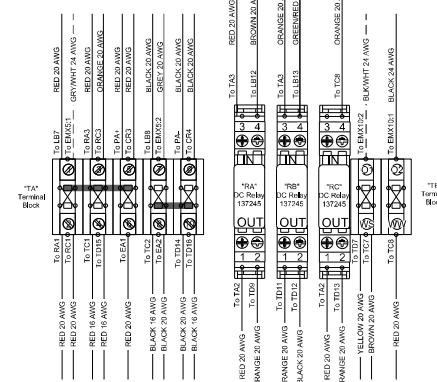 RED 20 AWG
GRY/WHT 24 AWG
RED 22 AWG
ORANGE 20 AWG
RED 20 AWG
RED 20 AWG
BLACK 20 AWG
GREY 20 AWG
BLACK 20 AWG
BLACK 20 AWG
RED 20 AWG
BROWN 20 A
ORANGE 20 A
GREEN/RED
ORANGE 20
BLK/WHT 24 AWG
BLACK 24 AWG
To LB7
To EMX5:1
To RA3
To RC3
To PA+
To CR3
To LB8
To EMX5:2
To PA-
To CR4
To TA3
To LB12
To TA3
To LB13
To TC8
To EMX10:2
To EMX10:1
3 4
3 4
3 4
IN
IN
IN
"TA"
Terminal
Block
"RA"
DC Relay
137245
"RB"
DC Relay
137245
"RC"
DC Relay
137245
OUT
OUT
OUT
1 2
1 2
1 2
To RA1
To RC1
To TC1
To TD15
To EA1
To TC2
To EA2
To TD14
To TD16
To TA2
To TD9
To TD11
To TD12
To TA2
To TD13
To TD7
To TC7
To TC8
RED 20 AWG
RED 20 AWG
RED 16 AWG
RED 16 AWG
RED 20 AWG
BLACK 16 AWG
BLACK 20 AWG
BLACK 16 AWG
BLACK 16 AWG
RED 20 AWG
RANGE 20 AWG
RANGE 20 AWG
BLACK 20 AWG
RED 20 AWG
RANGE 20 AWG
YELLOW 20 AWG
BROWN 20 AWG
RED 20 AWG